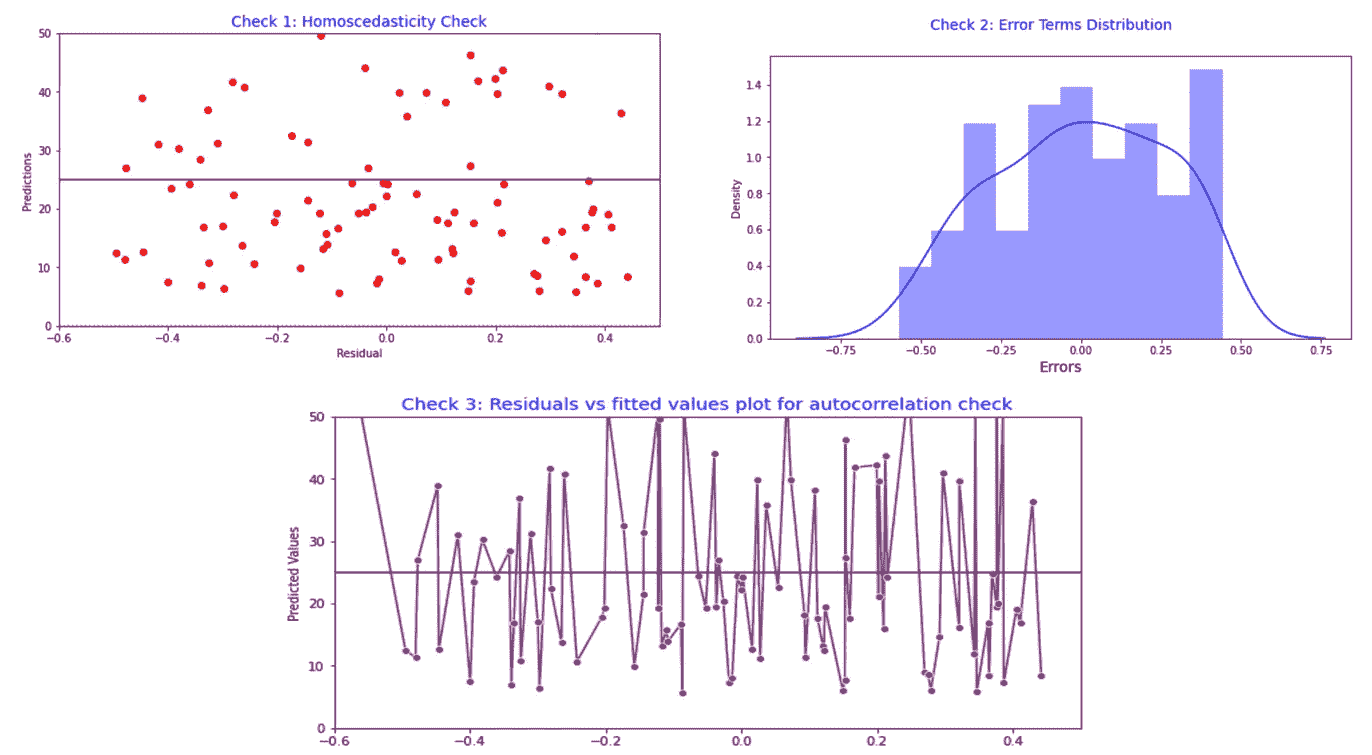 Check 1: Homoscedasticity Check
50
40
30
20
10
0
Predictions
−0.6 −0.4 −0.2 0.0 0.2 0.4
Residual
Check 2: Error Terms Distribution
1.4
1.2
1.0
0.8
0.6
0.4
0.2
0.0
Density
−0.75 −0.50 −0.25 0.00 0.25 0.50 0.75
Errors
Check 3: Residuals vs fitted values plot for autocorrelation check
50
40
30
20
10
0
Predicted Values
−0.6 −0.4 −0.2 0.0 0.2 0.4